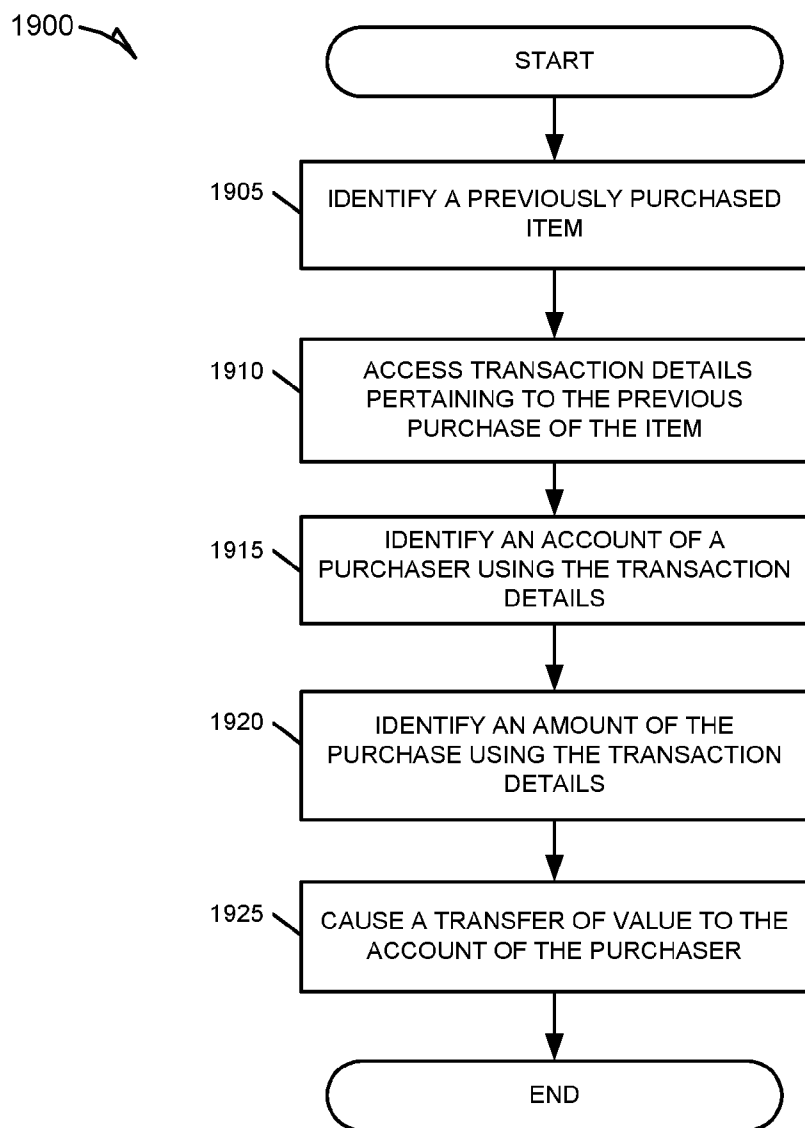 1900
START
1905
IDENTIFY A PREVIOUSLY PURCHASED
ITEM
1910
ACCESS TRANSACTION DETAILS
PERTAINING TO THE PREVIOUS
PURCHASE OF THE ITEM
1915
IDENTIFY AN ACCOUNT OF A
PURCHASER USING THE TRANSACTION
DETAILS
1920
IDENTIFY AN AMOUNT OF THE
PURCHASE USING THE TRANSACTION
DETAILS
1925
CAUSE A TRANSFER OF VALUE TO THE
ACCOUNT OF THE PURCHASER
END